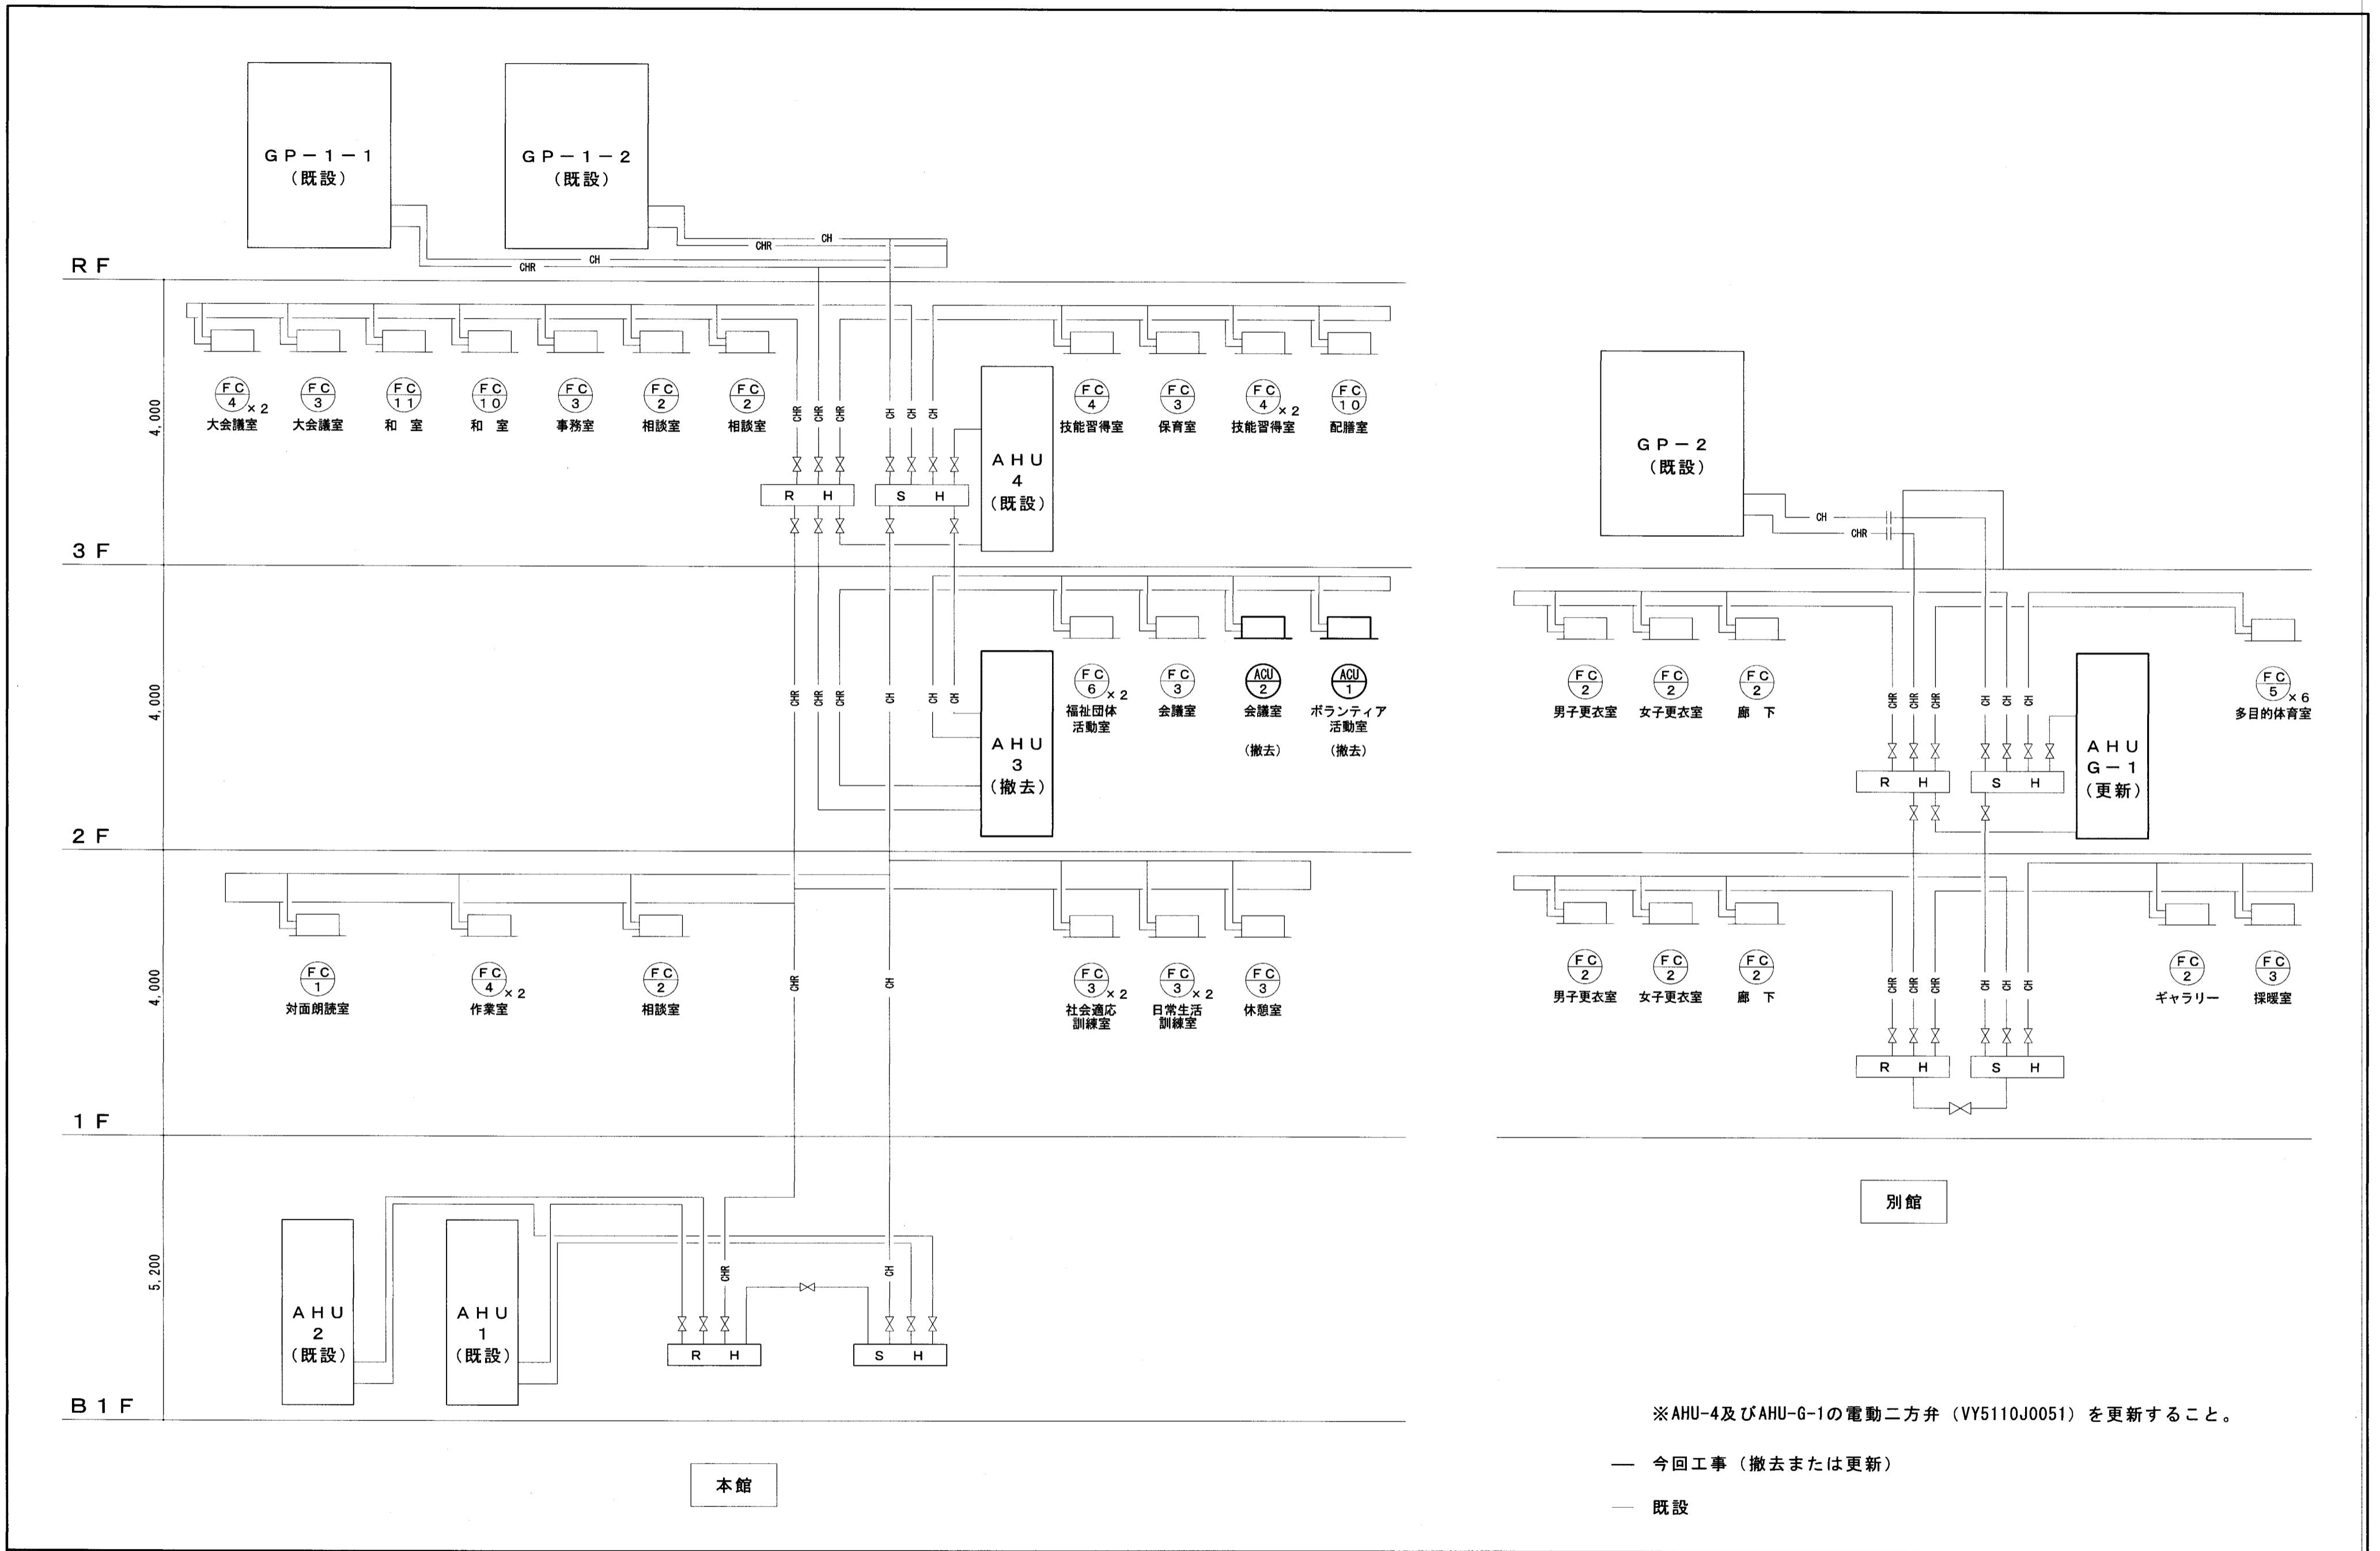 GP-1-1
(既設)
GP-1-2
(既設)
CH
CHR
CH
CHR
RF
4,000
FC
4
×2
大会議室
FC
3
大会議室
FC
11
和 室
FC
10
和 室
FC
3
事務室
FC
2
相談室
FC
2
相談室
CHR
CHR
CHR
CH
CH
CH
R H
S H
AHU
4
(既設)
FC
4
技能習得室
FC
3
保育室
FC
4
×2
技能習得室
FC
10
配膳室
3F
4,000
CHR
CHR
CHR
CH
CH
CH
AHU
3
(撤去)
FC
6
×2
福祉団体
活動室
FC
3
会議室
ACU
2
会議室
(撤去)
ACU
1
ボランティア
活動室
(撤去)
2F
4,000
FC
1
対面朗読室
FC
4
×2
作業室
FC
2
相談室
CHR
CH
FC
3
×2
社会適応
訓練室
FC
3
×2
日常生活
訓練室
FC
3
休憩室
1F
5,200
AHU
2
(既設)
AHU
1
(既設)
CHR
CH
R H
S H
B1F
本館
GP-2
(既設)
CH
CHR
FC
2
男子更衣室
FC
2
女子更衣室
FC
2
廊 下
CHR
CHR
CHR
CH
CH
CH
R H
S H
AHU
G-1
(更新)
FC
5
×6
多目的体育室
FC
2
男子更衣室
FC
2
女子更衣室
FC
2
廊 下
CHR
CHR
CHR
CH
CH
CH
R H
S H
FC
2
ギャラリー
FC
3
採暖室
別館
※AHU-4及びAHU-G-1の電動二方弁(VY5110J0051)を更新すること。
今回工事(撤去または更新)
既設